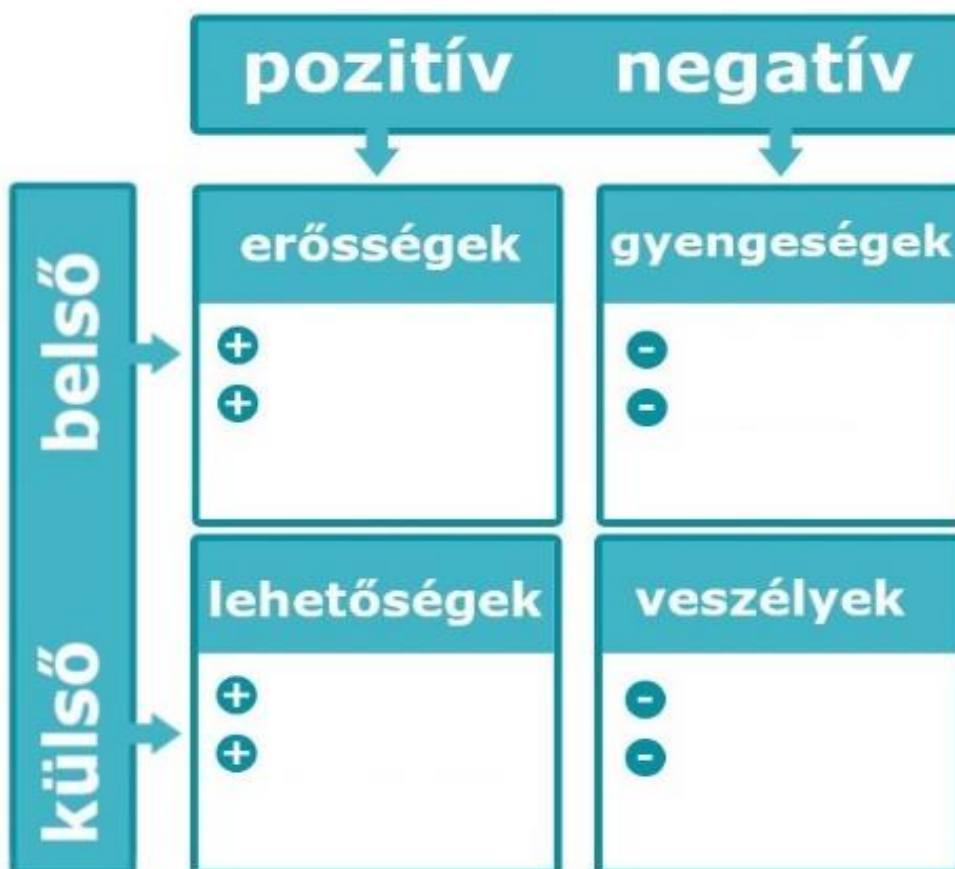 pozitív negatív
belső
erősségek gyengeségek
+ -
+ -
külső
lehetőségek veszélyek
+ -
+ -